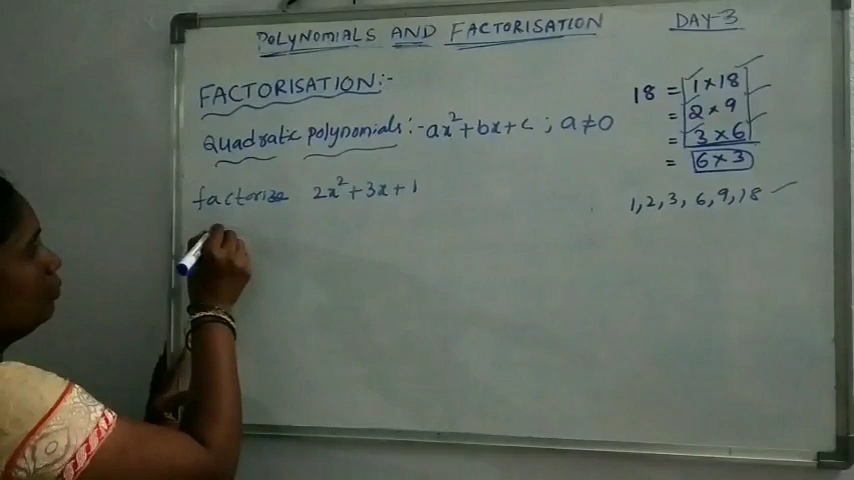 POLYNOMIALS AND FACTORISATION
DAY-3
FACTORISATION:-
Quadratic polynomials:- ax²+bx+c ; a≠0
factorize 2x²+3x+1
18 = 1×18
= 2×9
= 3×6
= 6×3
1,2,3,6,9,18